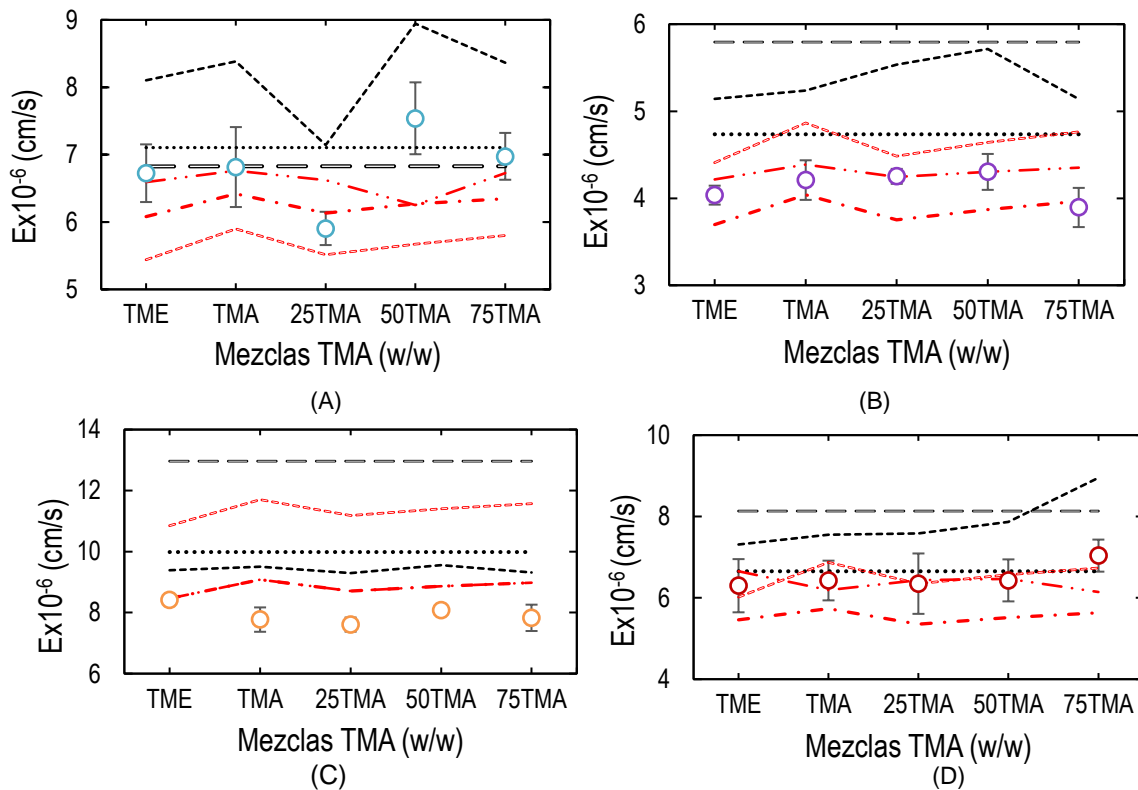 9
8
7
6
5
Ex10-6 (cm/s)
TME TMA 25TMA 50TMA 75TMA
Mezclas TMA (w/w)
(A)
6
5
4
3
Ex10-6 (cm/s)
TME TMA 25TMA 50TMA 75TMA
Mezclas TMA (w/w)
(B)
14
12
10
8
6
Ex10-6 (cm/s)
TME TMA 25TMA 50TMA 75TMA
Mezclas TMA (w/w)
(C)
10
8
6
4
Ex10-6 (cm/s)
TME TMA 25TMA 50TMA 75TMA
Mezclas TMA (w/w)
(D)